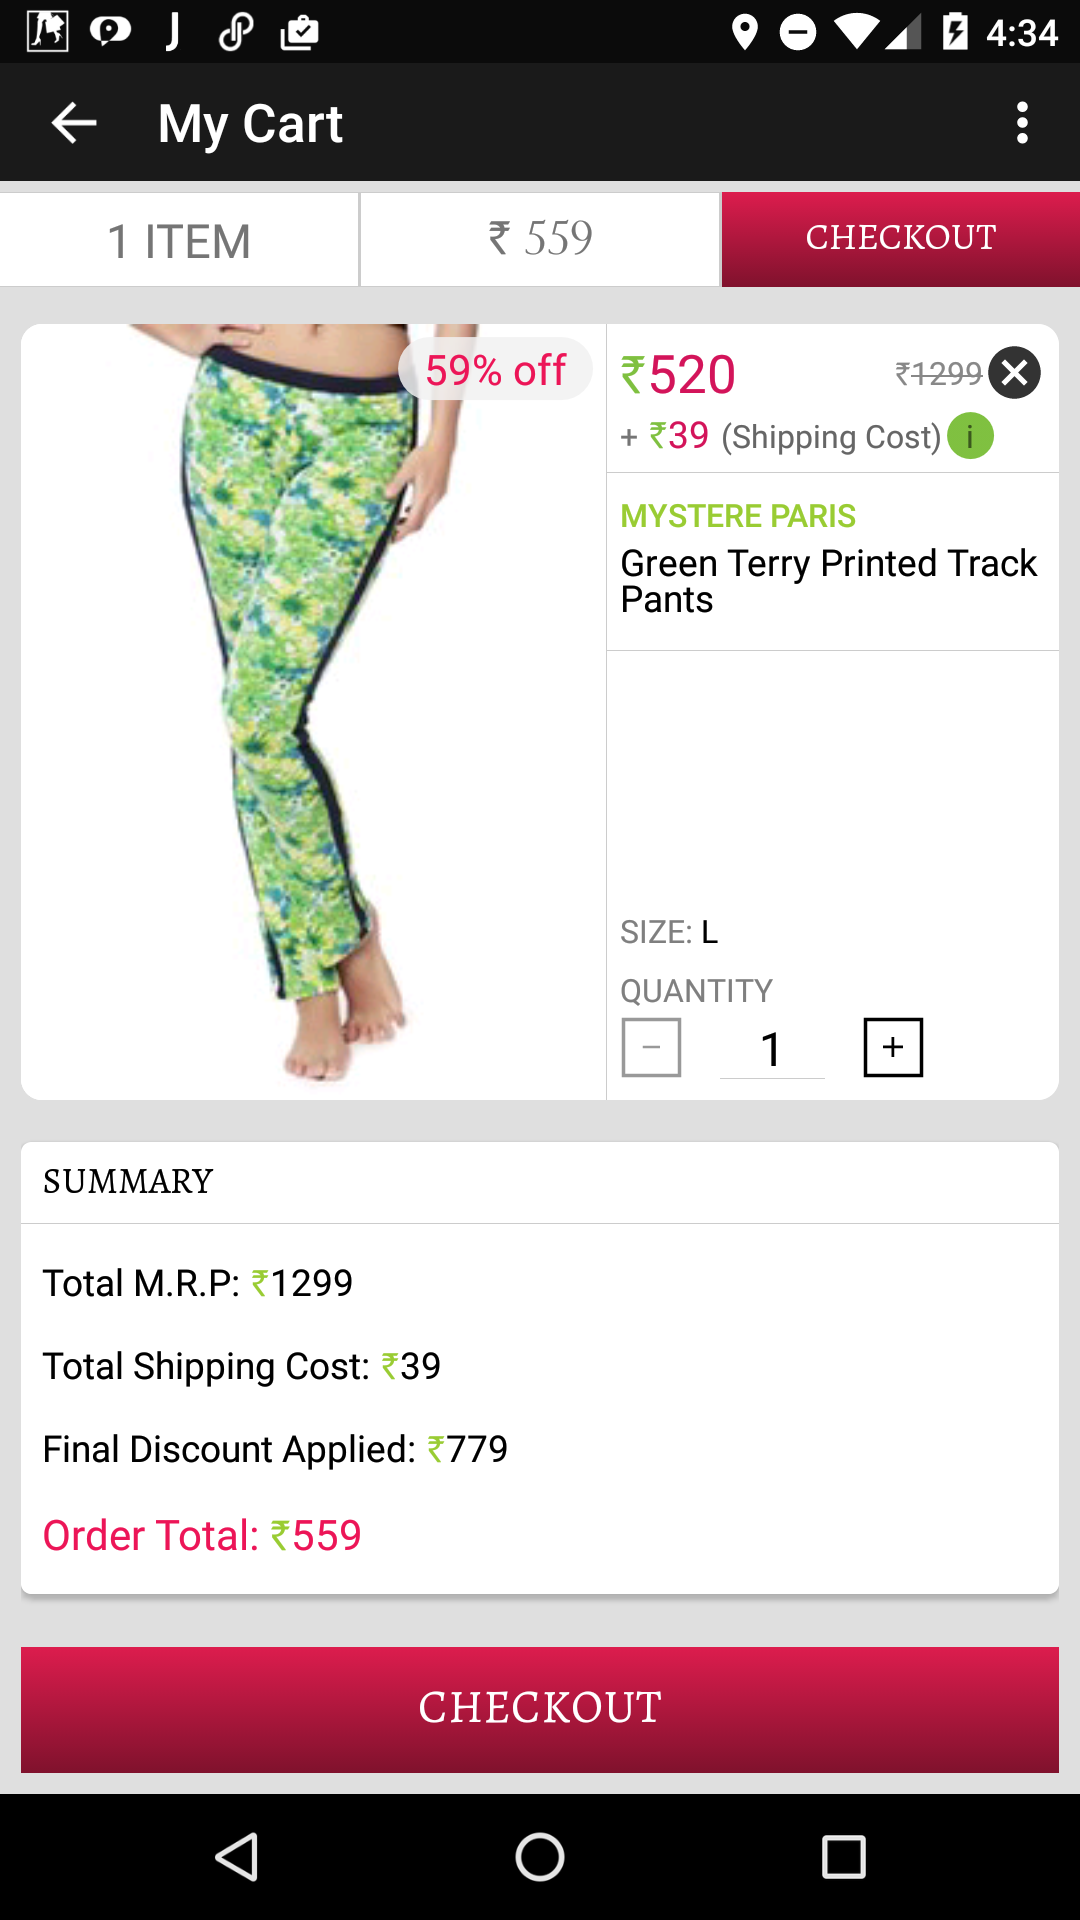 4:34
My Cart
1 ITEM
₹ 559
CHECKOUT
59% off
₹520 ₹1299
+ ₹39 (Shipping Cost) i
MYSTERE PARIS
Green Terry Printed Track
Pants
SIZE: L
QUANTITY
− 1 +
SUMMARY
Total M.R.P: ₹1299
Total Shipping Cost: ₹39
Final Discount Applied: ₹779
Order Total: ₹559
CHECKOUT